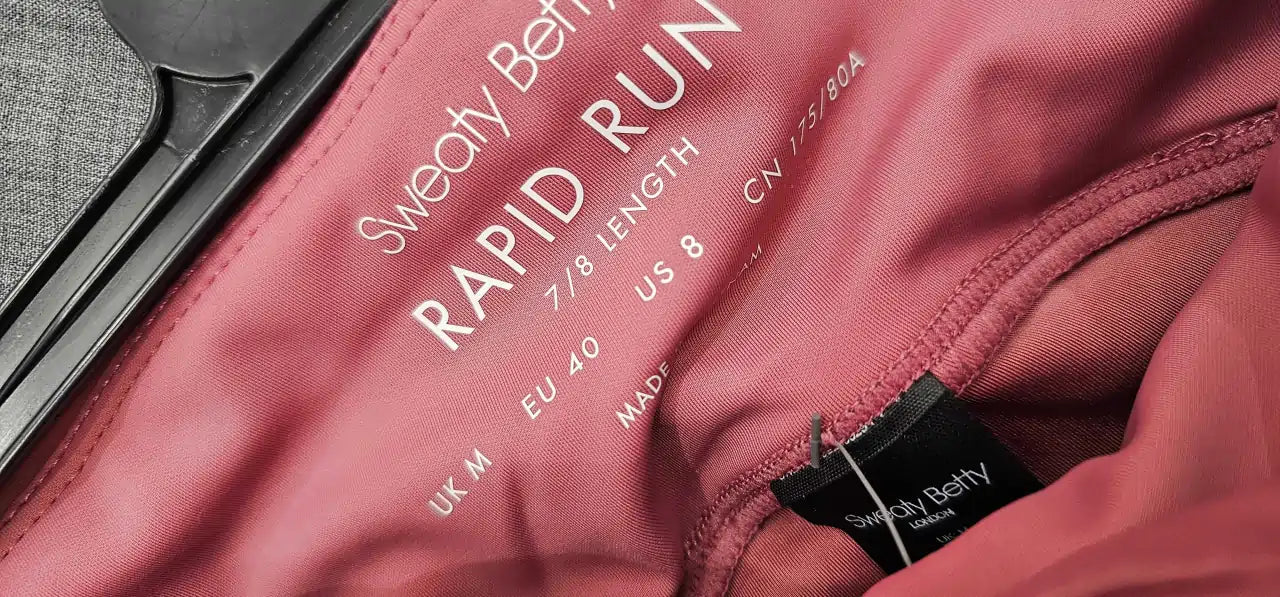 Sweaty Betty
RAPID RUN
7/8 LENGTH
UK M EU 40 US 8 CN 175/80A
MADE
Sweaty Betty
LONDON